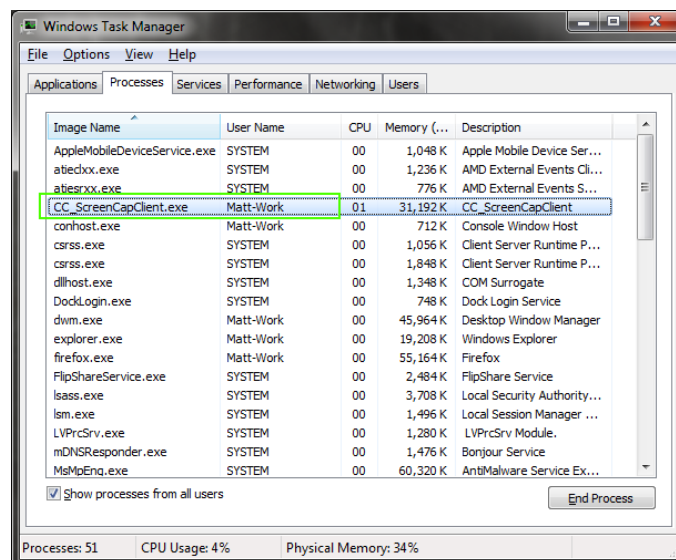 Windows Task Manager
File Options View Help
Applications Processes Services Performance Networking Users
Image Name User Name CPU Memory (... Description
AppleMobileDeviceService.exe SYSTEM 00 1,048 K Apple Mobile Device Ser...
atieclxx.exe SYSTEM 00 1,236 K AMD External Events Cli...
atiesrxx.exe SYSTEM 00 776 K AMD External Events S...
CC_ScreenCapClient.exe Matt-Work 01 31,192 K CC_ScreenCapClient
conhost.exe Matt-Work 00 712 K Console Window Host
csrss.exe SYSTEM 00 1,056 K Client Server Runtime P...
csrss.exe SYSTEM 00 1,848 K Client Server Runtime P...
dllhost.exe SYSTEM 00 1,348 K COM Surrogate
DockLogin.exe SYSTEM 00 748 K Dock Login Service
dwm.exe Matt-Work 00 45,964 K Desktop Window Manager
explorer.exe Matt-Work 00 19,208 K Windows Explorer
firefox.exe Matt-Work 00 55,164 K Firefox
FlipShareService.exe SYSTEM 00 2,484 K FlipShare Service
lsass.exe SYSTEM 00 3,708 K Local Security Authority...
lsm.exe SYSTEM 00 1,496 K Local Session Manager ...
LVPrcSrv.exe SYSTEM 00 1,280 K LVPrcSrv Module.
mDNSResponder.exe SYSTEM 00 1,476 K Bonjour Service
MsMpEng.exe SYSTEM 00 60,320 K AntiMalware Service Ex...
Show processes from all users
End Process
Processes: 51 CPU Usage: 4% Physical Memory: 34%